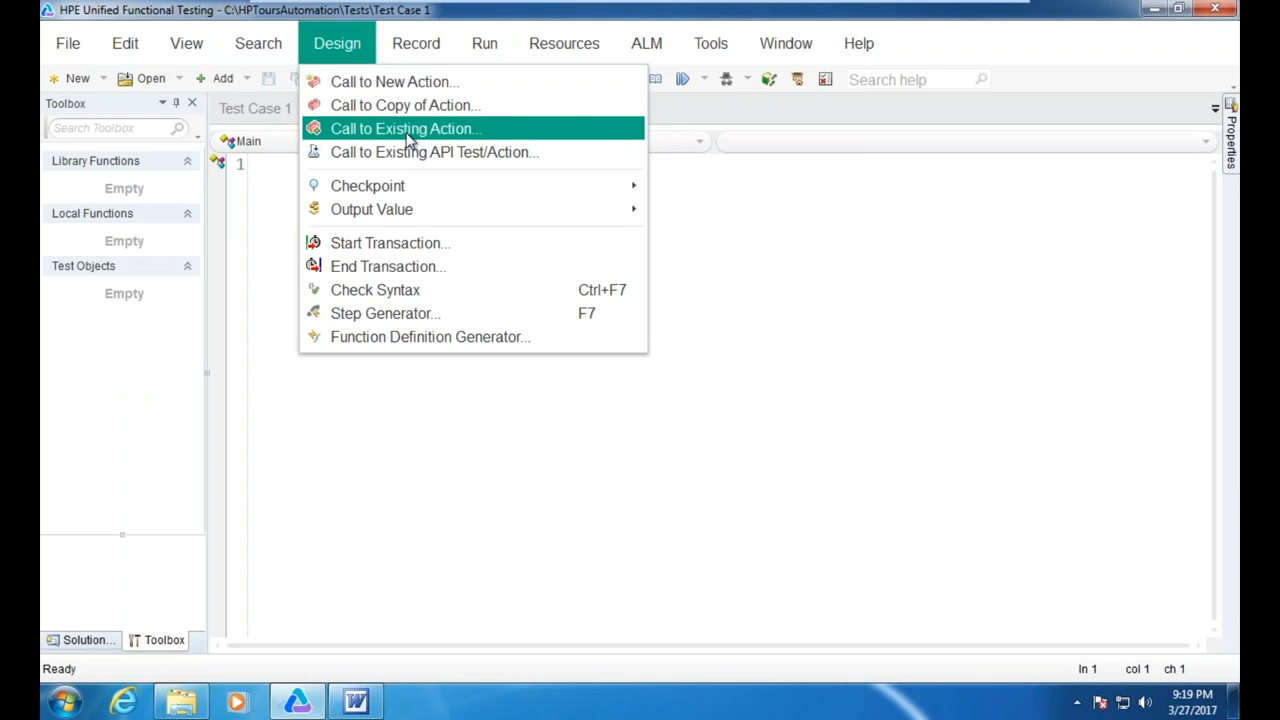 HPE Unified Functional Testing - C:\HPToursAutomation\Tests\Test Case 1
File Edit View Search Design Record Run Resources ALM Tools Window Help
New Open Add Search help
Toolbox
Test Case 1
Search Toolbox
Main
Library Functions
Empty
Local Functions
Empty
Test Objects
Empty
1
Call to New Action...
Call to Copy of Action...
Call to Existing Action...
Call to Existing API Test/Action...
Checkpoint
Output Value
Start Transaction...
End Transaction...
Check Syntax Ctrl+F7
Step Generator... F7
Function Definition Generator...
Properties
Solution... Toolbox
Ready ln 1 col 1 ch 1
9:19 PM
3/27/2017